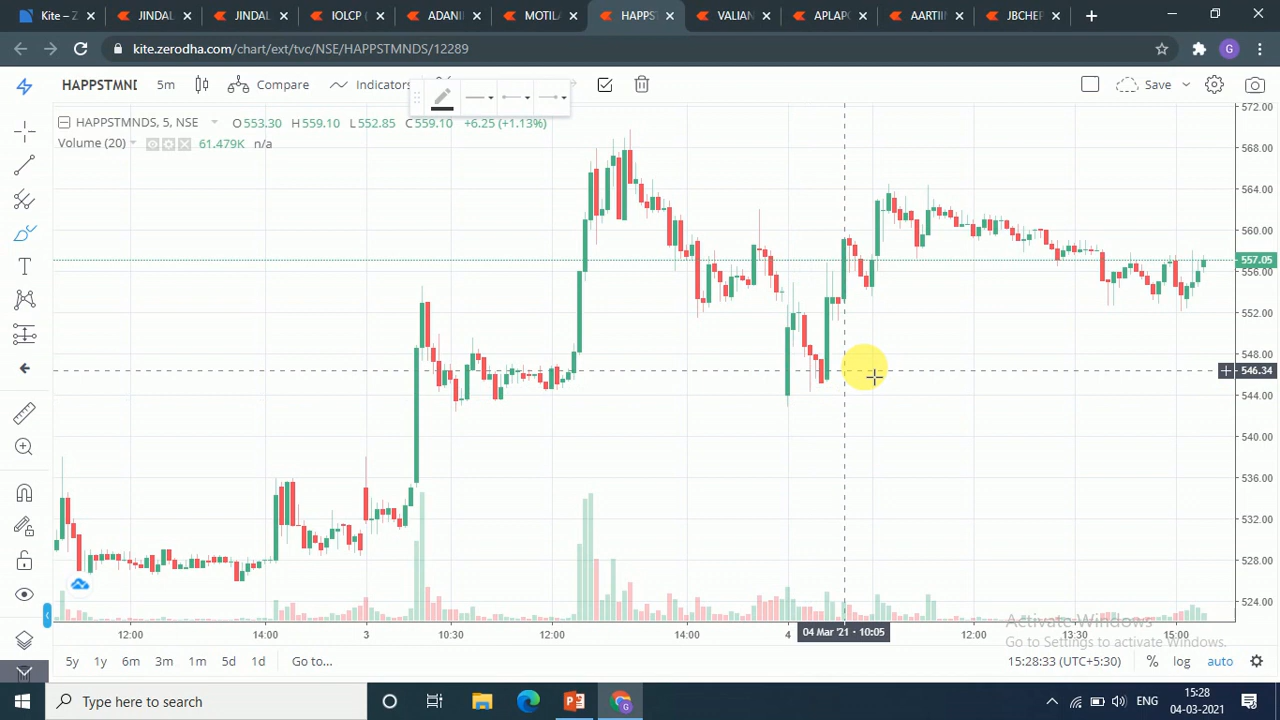 Kite – Z
JINDAL
JINDAL
IOLCP (
ADANI
MOTILA
HAPPS
VALIAN
APLAPO
AARTII
JBCHEP
kite.zerodha.com/chart/ext/tvc/NSE/HAPPSTMNDS/12289
G
HAPPSTMND
5m
Compare
Indicators
Save
HAPPSTMNDS, 5, NSE
O553.30 H559.10 L552.85 C559.10 +6.25 (+1.13%)
Volume (20)
61.479K n/a
572.00
568.00
564.00
560.00
557.05
556.00
552.00
548.00
546.34
544.00
540.00
536.00
532.00
528.00
524.00
12:00
14:00
3
10:30
12:00
14:00
4
04 Mar '21 - 10:05
12:00
13:30
15:00
Activate Windows
Go to Settings to activate Windows.
5y 1y 6m 3m 1m 5d 1d Go to...
15:28:33 (UTC+5:30) % log auto
Type here to search
ENG
15:28
04-03-2021